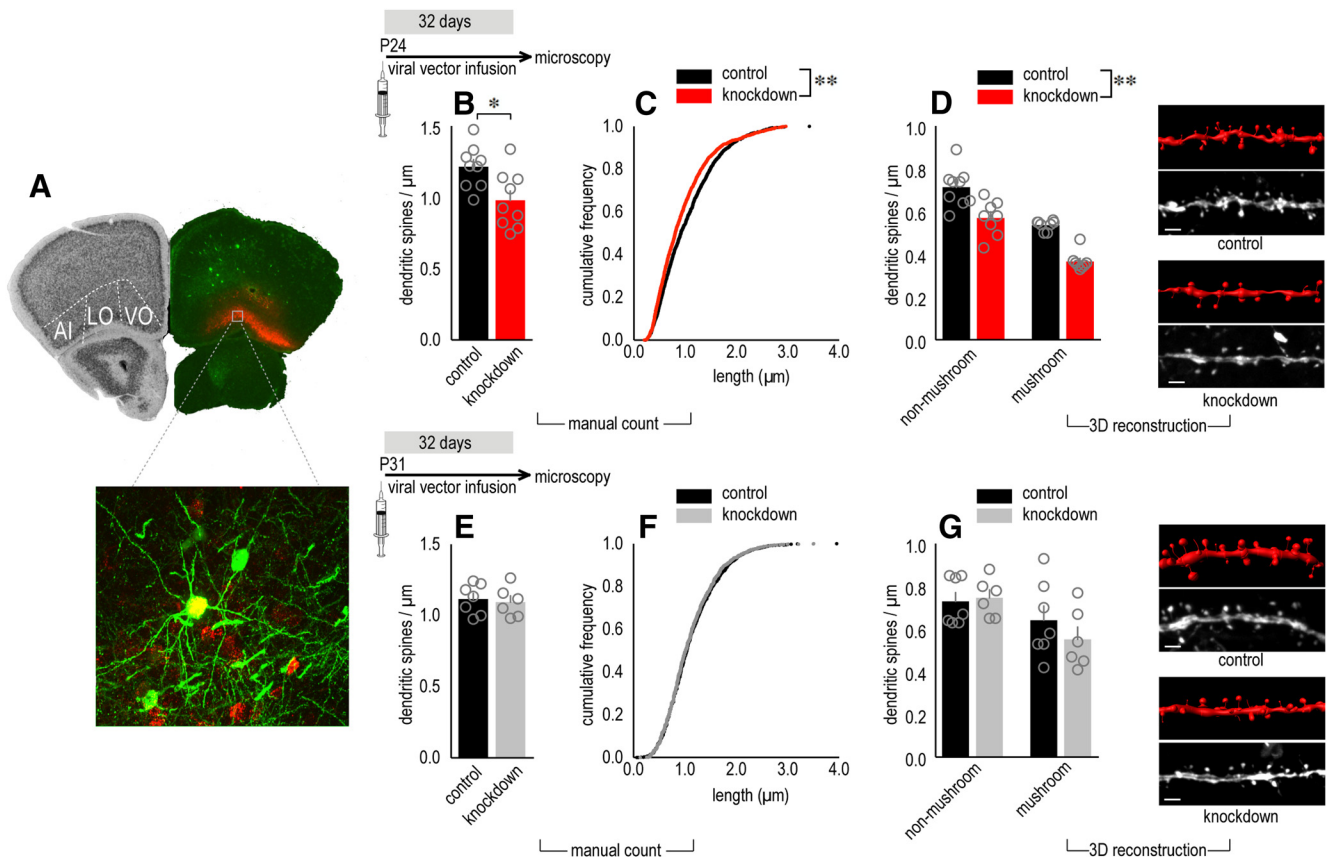 A
AI
LO
VO
32 days
P24
viral vector infusion
microscopy
B
*
dendritic spines / µm
1.5
1.0
0.5
0.0
control
knockdown
control
knockdown
**
C
cumulative frequency
1.0
0.8
0.6
0.4
0.2
0.0
0.0 1.0 2.0 3.0 4.0
length (µm)
manual count
control
knockdown
**
D
dendritic spines / µm
1.0
0.8
0.6
0.4
0.2
0.0
non-mushroom
mushroom
3D reconstruction
control
knockdown
32 days
P31
viral vector infusion
microscopy
E
dendritic spines / µm
1.5
1.0
0.5
0.0
control
knockdown
control
knockdown
F
cumulative frequency
1.0
0.8
0.6
0.4
0.2
0.0
0.0 1.0 2.0 3.0 4.0
length (µm)
manual count
control
knockdown
G
dendritic spines / µm
1.0
0.8
0.6
0.4
0.2
0.0
non-mushroom
mushroom
3D reconstruction
control
knockdown